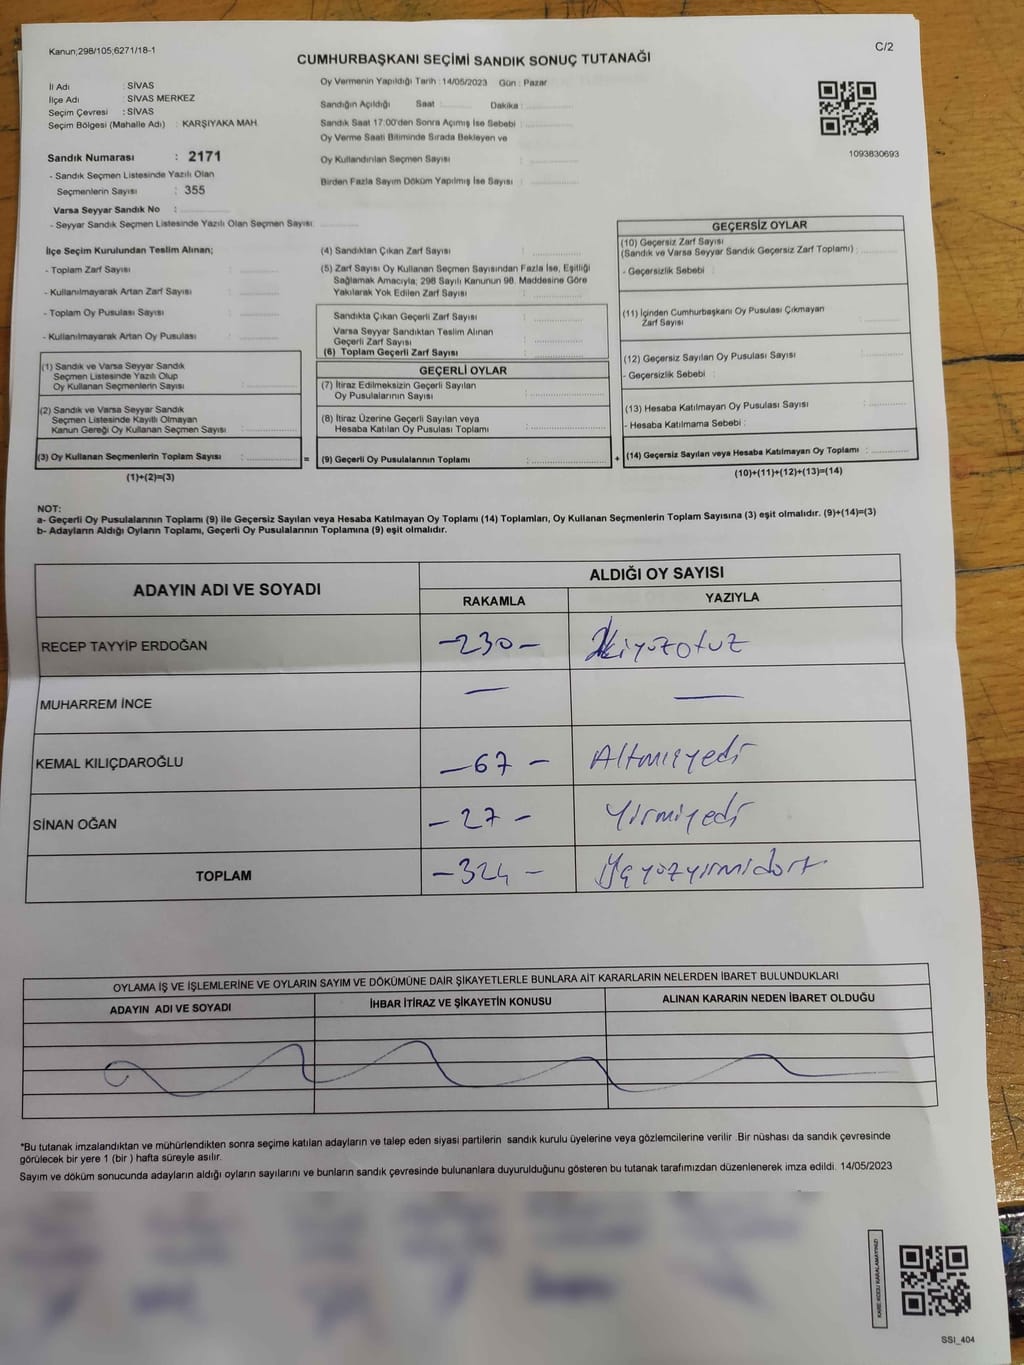 Kanun;298/105;6271/18-1
C/2
CUMHURBAŞKANI SEÇİMİ SANDIK SONUÇ TUTANAĞI
İl Adı : SİVAS
İlçe Adı : SİVAS MERKEZ
Seçim Çevresi : SİVAS
Seçim Bölgesi (Mahalle Adı) : KARŞIYAKA MAH.
Sandık Numarası : 2171
- Sandık Seçmen Listesinde Yazılı Olan
Seçmenlerin Sayısı : 355
Varsa Seyyar Sandık No :
- Seyyar Sandık Seçmen Listesinde Yazılı Olan Seçmen Sayısı:
Oy Vermenin Yapıldığı Tarih : 14/05/2023 Gün : Pazar
Sandığın Açıldığı Saat : Dakika :
Sandık Saat 17:00'den Sonra Açımış İse Sebebi :
Oy Verme Saati Bitiminde Sırada Bekleyen ve
Oy Kullandırılan Seçmen Sayısı :
Birden Fazla Sayım Döküm Yapılmış İse Sayısı :
1093830693
İlçe Seçim Kurulundan Teslim Alınan;
- Toplam Zarf Sayısı :
- Kullanılmayarak Artan Zarf Sayısı :
- Toplam Oy Pusulası Sayısı :
- Kullanılmayarak Artan Oy Pusulası :
(1) Sandık ve Varsa Seyyar Sandık
Seçmen Listesinde Yazılı Olup
Oy Kullanan Seçmenlerin Sayısı :
(2) Sandık ve Varsa Seyyar Sandık
Seçmen Listesinde Kayıtlı Olmayan
Kanun Gereği Oy Kullanan Seçmen Sayısı :
(3) Oy Kullanan Seçmenlerin Toplam Sayısı :
(1)+(2)=(3)
=
(4) Sandıktan Çıkan Zarf Sayısı :
(5) Zarf Sayısı Oy Kullanan Seçmen Sayısından Fazla İse, Eşitliği
Sağlamak Amacıyla; 298 Sayılı Kanunun 98. Maddesine Göre
Yakılarak Yok Edilen Zarf Sayısı :
Sandıkta Çıkan Geçerli Zarf Sayısı :
Varsa Seyyar Sandıktan Teslim Alınan
Geçerli Zarf Sayısı :
(6) Toplam Geçerli Zarf Sayısı :
GEÇERLİ OYLAR
(7) İtiraz Edilmeksizin Geçerli Sayılan
Oy Pusulalarının Sayısı :
(8) İtiraz Üzerine Geçerli Sayılan veya
Hesaba Katılan Oy Pusulası Toplamı :
(9) Geçerli Oy Pusulalarının Toplamı :
+
GEÇERSİZ OYLAR
(10) Geçersiz Zarf Sayısı
(Sandık ve Varsa Seyyar Sandık Geçersiz Zarf Toplamı) :
- Geçersizlik Sebebi :
(11) İçinden Cumhurbaşkanı Oy Pusulası Çıkmayan
Zarf Sayısı :
(12) Geçersiz Sayılan Oy Pusulası Sayısı :
- Geçersizlik Sebebi :
(13) Hesaba Katılmayan Oy Pusulası Sayısı :
- Hesaba Katılmama Sebebi :
(14) Geçersiz Sayılan veya Hesaba Katılmayan Oy Toplamı :
(10)+(11)+(12)+(13)=(14)
NOT:
a- Geçerli Oy Pusulalarının Toplamı (9) ile Geçersiz Sayılan veya Hesaba Katılmayan Oy Toplamı (14) Toplamları, Oy Kullanan Seçmenlerin Toplam Sayısına (3) eşit olmalıdır. (9)+(14)=(3)
b- Adayların Aldığı Oyların Toplamı, Geçerli Oy Pusulalarının Toplamına (9) eşit olmalıdır.
ADAYIN ADI VE SOYADI
ALDIĞI OY SAYISI
RAKAMLA YAZIYLA
RECEP TAYYİP ERDOĞAN -230- İkiyüzotuz
MUHARREM İNCE — —
KEMAL KILIÇDAROĞLU -67- Altmışyedi
SİNAN OĞAN -27- Yirmiyedi
TOPLAM -324- Üçyüzyirmidört
OYLAMA İŞ VE İŞLEMLERİNE VE OYLARIN SAYIM VE DÖKÜMÜNE DAİR ŞİKAYETLERLE BUNLARA AİT KARARLARIN NELERDEN İBARET BULUNDUKLARI
ADAYIN ADI VE SOYADI İHBAR İTİRAZ VE ŞİKAYETİN KONUSU ALINAN KARARIN NEDEN İBARET OLDUĞU
*Bu tutanak imzalandıktan ve mühürlendikten sonra seçime katılan adayların ve talep eden siyasi partilerin sandık kurulu üyelerine veya gözlemcilerine verilir .Bir nüshası da sandık çevresinde
görülecek bir yere 1 (bir ) hafta süreyle asılır.
Sayım ve döküm sonucunda adayların aldığı oyların sayılarını ve bunların sandık çevresinde bulunanlara duyurulduğunu gösteren bu tutanak tarafımızdan düzenlenerek imza edildi. 14/05/2023
KARE KODU KARALAMAYINIZ!
SSI_404